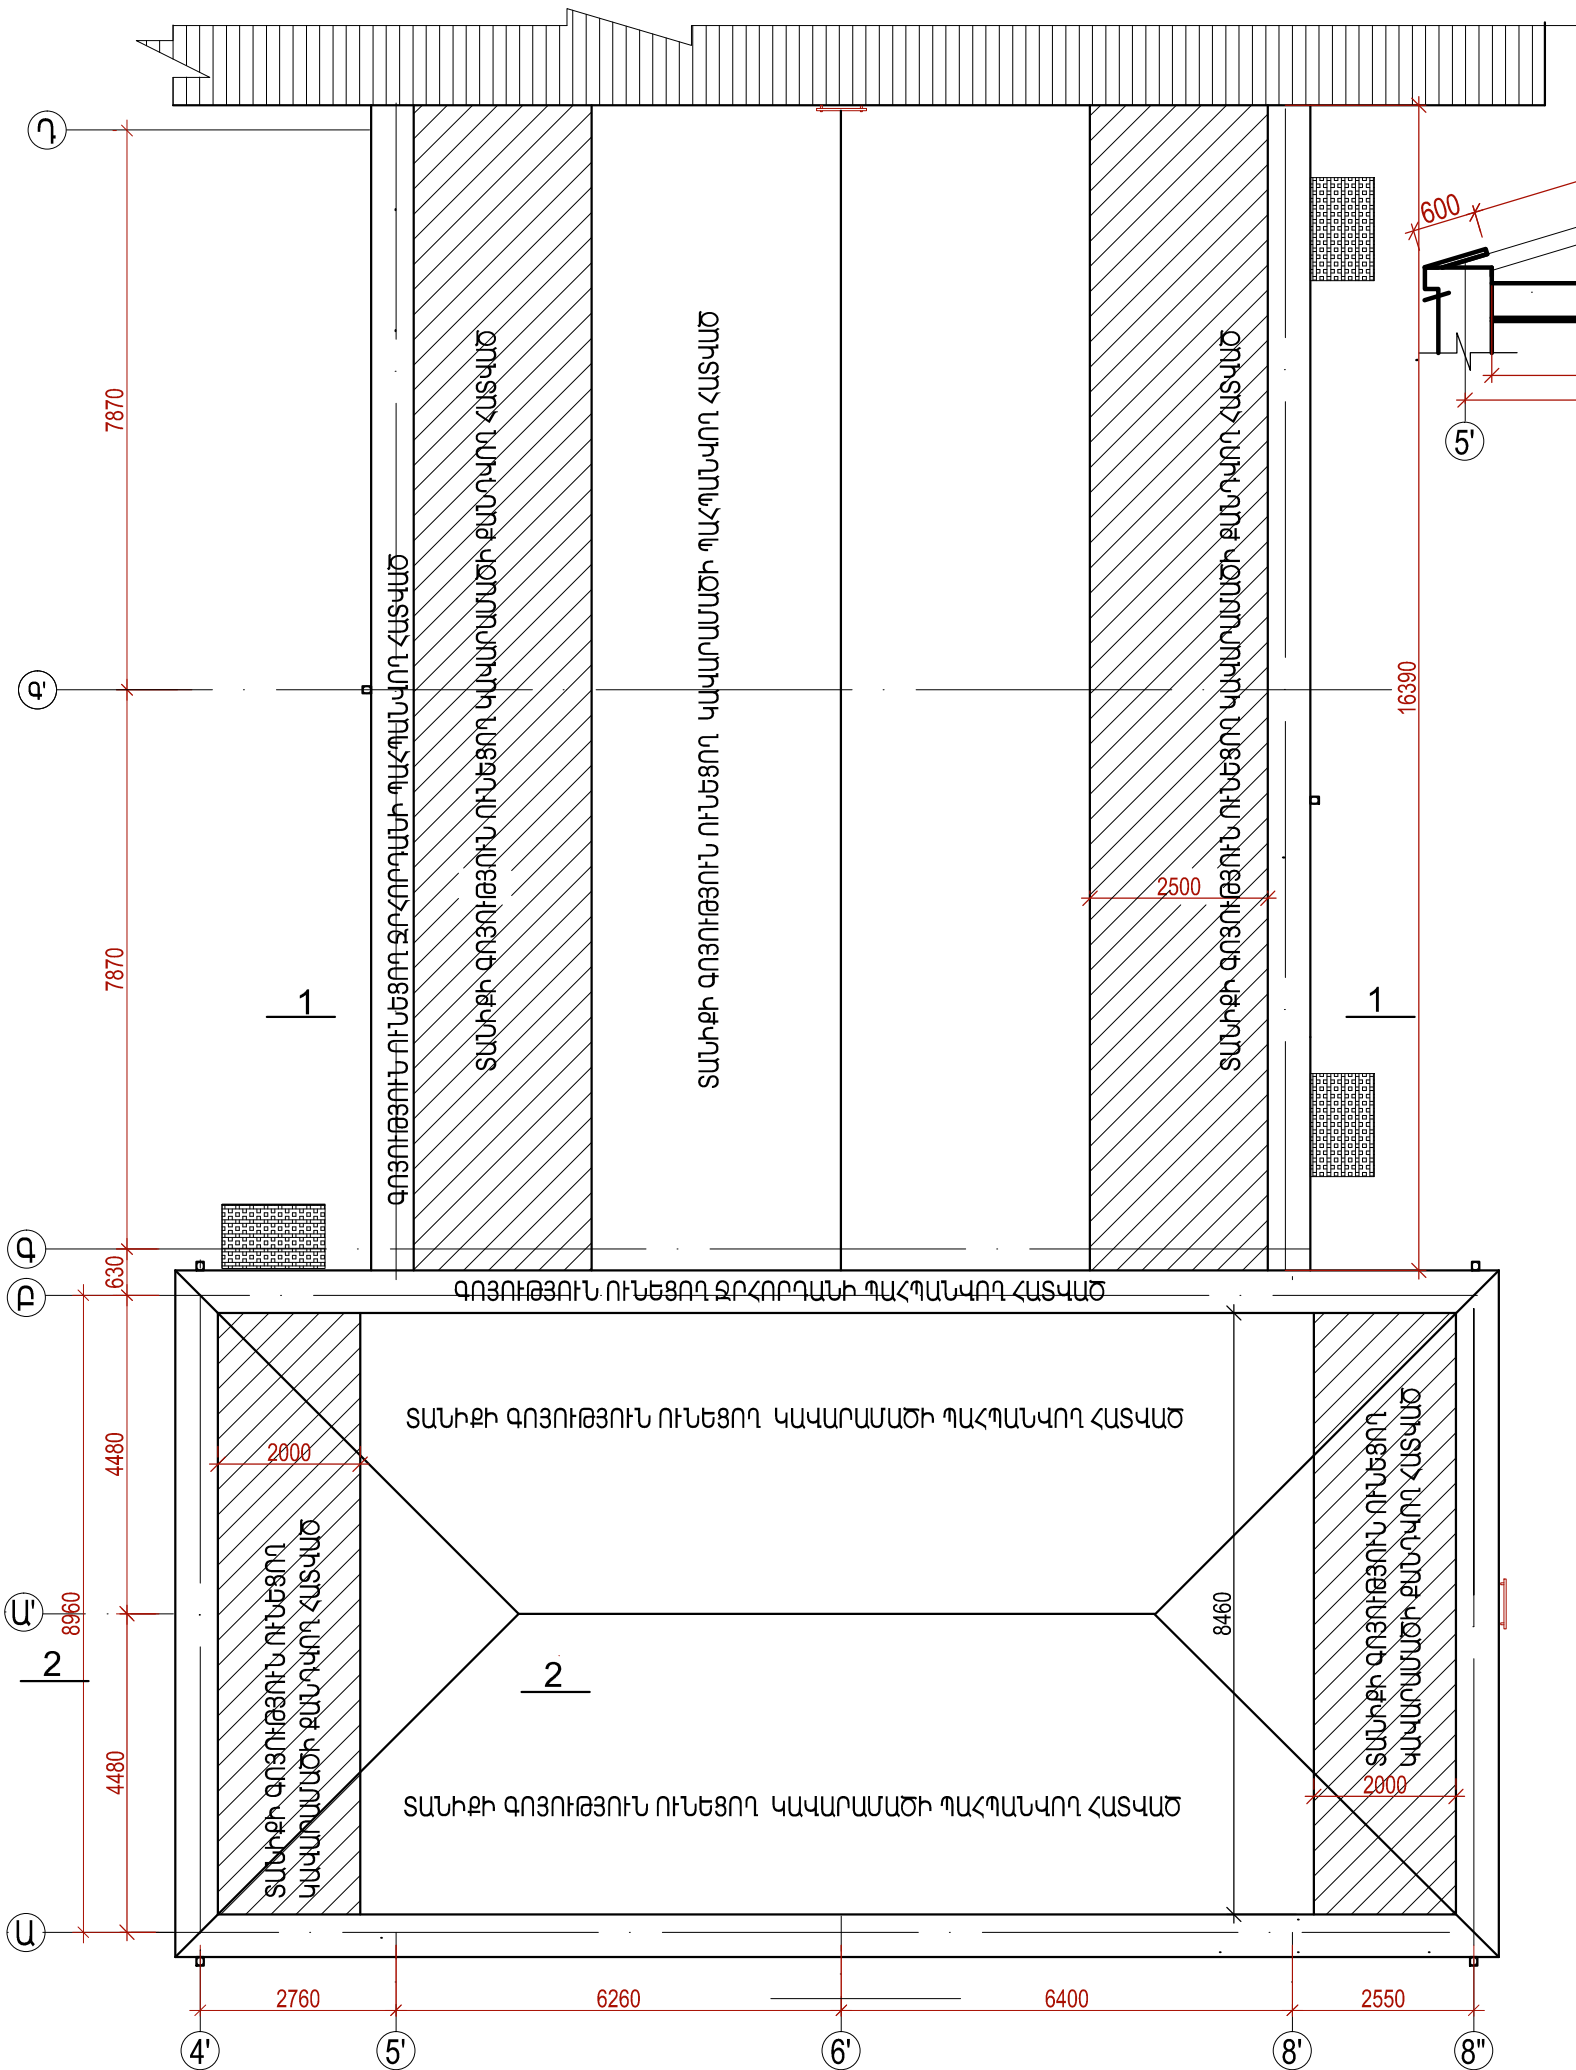 Դ
600
5'
7870
ՏԱՆԻՔԻ ԳՈՅՈՒԹՅՈՒՆ ՈՒՆԵՑՈՂ ԿԱՎԱՐԱՄԱԾԻ ՔԱՆԴՎՈՂ ՀԱՏՎԱԾ
ՏԱՆԻՔԻ ԳՈՅՈՒԹՅՈՒՆ ՈՒՆԵՑՈՂ ԿԱՎԱՐԱՄԱԾԻ ՊԱՀՊԱՆՎՈՂ ՀԱՏՎԱԾ
ՏԱՆԻՔԻ ԳՈՅՈՒԹՅՈՒՆ ՈՒՆԵՑՈՂ ԿԱՎԱՐԱՄԱԾԻ ՔԱՆԴՎՈՂ ՀԱՏՎԱԾ
ԳՈՅՈՒԹՅՈՒՆ ՈՒՆԵՑՈՂ ՋՐՀՈՐԴԱՆԻ ՊԱՀՊԱՆՎՈՂ ՀԱՏՎԱԾ
Գ'
16390
2500
7870
1
1
Գ
630
Բ
ԳՈՅՈՒԹՅՈՒՆ ՈՒՆԵՑՈՂ ՋՐՀՈՐԴԱՆԻ ՊԱՀՊԱՆՎՈՂ ՀԱՏՎԱԾ
ՏԱՆԻՔԻ ԳՈՅՈՒԹՅՈՒՆ ՈՒՆԵՑՈՂ ԿԱՎԱՐԱՄԱԾԻ ՊԱՀՊԱՆՎՈՂ ՀԱՏՎԱԾ
4480
2000
ՏԱՆԻՔԻ ԳՈՅՈՒԹՅՈՒՆ ՈՒՆԵՑՈՂ
ԿԱՎԱՐԱՄԱԾԻ ՔԱՆԴՎՈՂ ՀԱՏՎԱԾ
ՏԱՆԻՔԻ ԳՈՅՈՒԹՅՈՒՆ ՈՒՆԵՑՈՂ
ԿԱՎԱՐԱՄԱԾԻ ՔԱՆԴՎՈՂ ՀԱՏՎԱԾ
Ա'
8960
8460
2
2
4480
2000
ՏԱՆԻՔԻ ԳՈՅՈՒԹՅՈՒՆ ՈՒՆԵՑՈՂ ԿԱՎԱՐԱՄԱԾԻ ՊԱՀՊԱՆՎՈՂ ՀԱՏՎԱԾ
Ա
2760
6260
6400
2550
4'
5'
6'
8'
8"